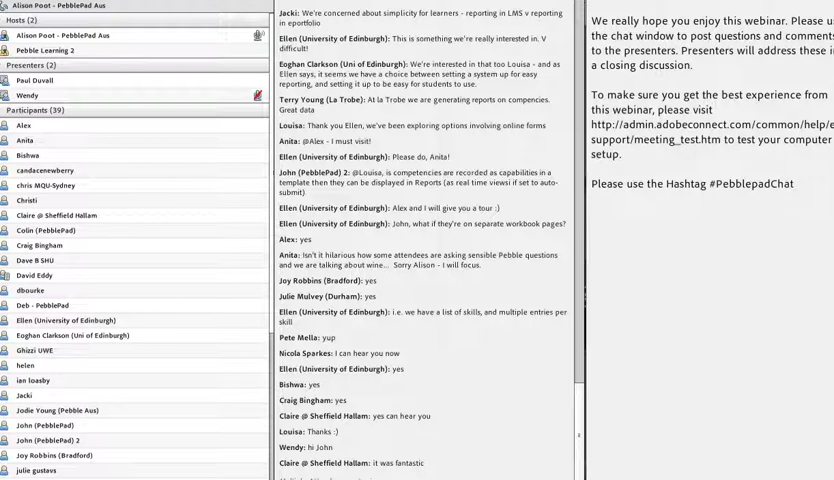 Alison Poot - PebblePad Aus
Hosts (2)
Alison Poot - PebblePad Aus
Pebble Learning 2
Presenters (2)
Paul Duvall
Wendy
Participants (39)
Alex
Anita
Bishwa
candacenewberry
chris MQU-Sydney
Christi
Claire @ Sheffield Hallam
Colin (PebblePad)
Craig Bingham
Dave B SHU
David Eddy
dbourke
Deb - PebblePad
Ellen (University of Edinburgh)
Eoghan Clarkson (Uni of Edinburgh)
Ghizzi UWE
helen
ian loasby
Jacki
Jodie Young (Pebble Aus)
John (PebblePad)
John (PebblePad) 2
Joy Robbins (Bradford)
julie gustavs
Jacki: We're concerned about simplicity for learners - reporting in LMS v reporting
in eportfolio
Ellen (University of Edinburgh): This is something we're really interested in. V
difficult!
Eoghan Clarkson (Uni of Edinburgh): We're interested in that too Louisa - and as
Ellen says, it seems we have a choice between setting a system up for easy
reporting, and setting it up to be easy for students to use.
Terry Young (La Trobe): At la Trobe we are generating reports on compencies.
Great data
Louisa: Thank you Ellen, we've been exploring options involving online forms
Anita: @Alex - I must visit!
Ellen (University of Edinburgh): Please do, Anita!
John (PebblePad) 2: @Louisa, is competencies are recorded as capabilities in a
template then they can be displayed in Reports (as real time views if set to auto-
submit)
Ellen (University of Edinburgh): Alex and I will give you a tour :)
Ellen (University of Edinburgh): John, what if they're on separate workbook pages?
Alex: yes
Anita: Isn't it hilarious how some attendees are asking sensible Pebble questions
and we are talking about wine... Sorry Alison - I will focus.
Joy Robbins (Bradford): yes
Julie Mulvey (Durham): yes
Ellen (University of Edinburgh): i.e. we have a list of skills, and multiple entries per
skill
Pete Mella: yup
Nicola Sparkes: I can hear you now
Ellen (University of Edinburgh): yes
Bishwa: yes
Craig Bingham: yes
Claire @ Sheffield Hallam: yes can hear you
Louisa: Thanks :)
Wendy: hi John
Claire @ Sheffield Hallam: it was fantastic
We really hope you enjoy this webinar. Please
the chat window to post questions and comments
to the presenters. Presenters will address these
a closing discussion.
To make sure you get the best experience from
this webinar, please visit
http://admin.adobeconnect.com/common/help/
support/meeting_test.htm to test your computer
setup.
Please use the Hashtag #PebblepadChat